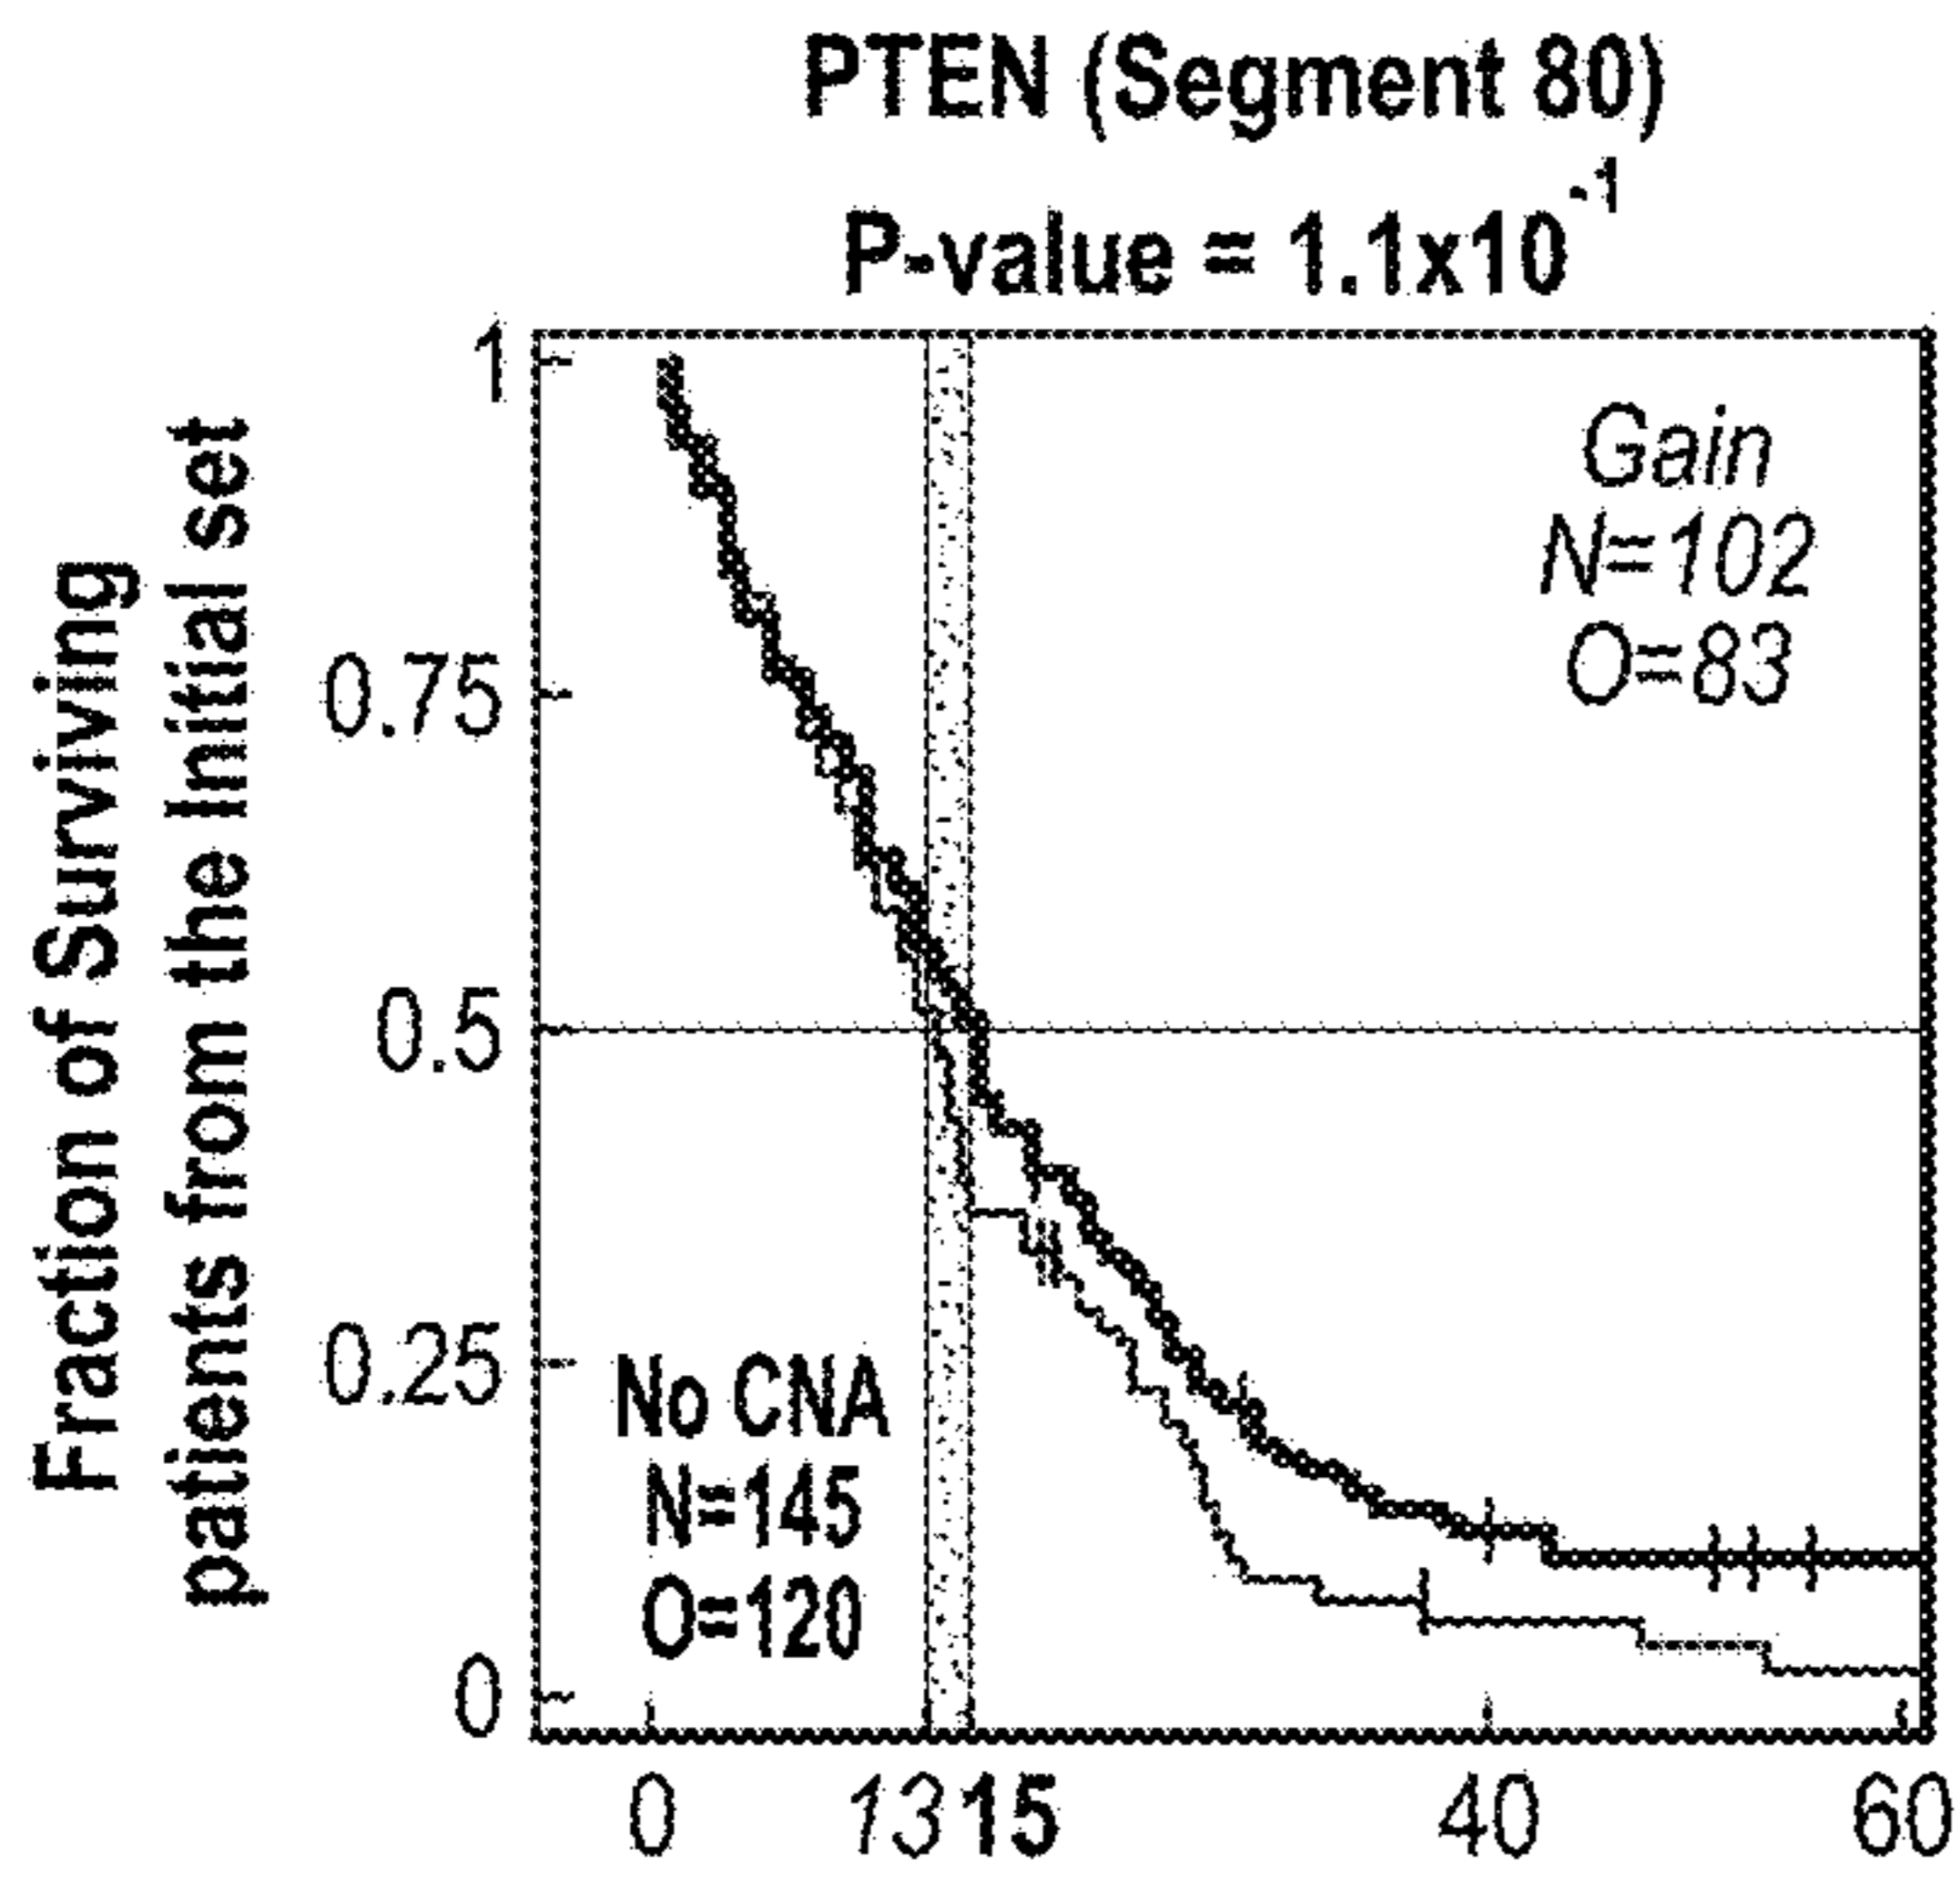 PTEN (Segment 80)
P-value = 1.1x10⁻¹
Fraction of Surviving
patients from the Initial set
1
0.75
0.5
0.25
0
Gain
N=102
O=83
No CNA
N=145
O=120
0 13 15 40 60